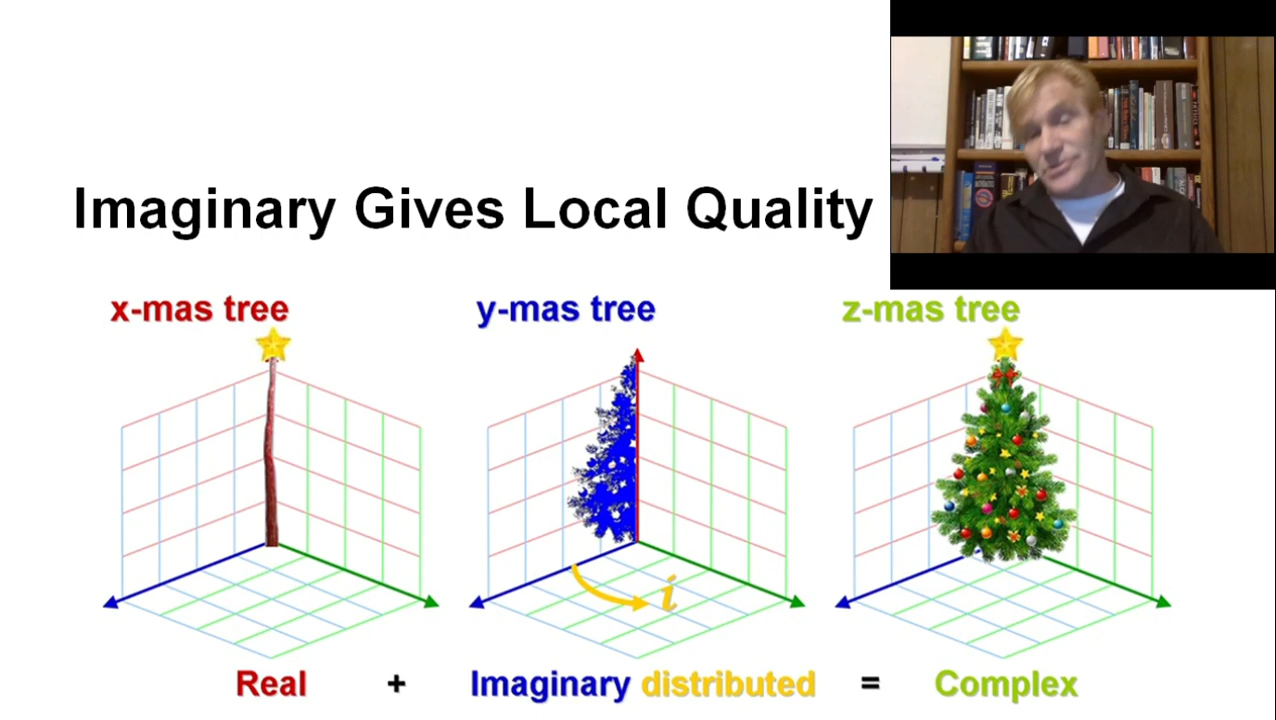 Imaginary Gives Local Quality
x-mas tree
y-mas tree
z-mas tree
i
Real + Imaginary distributed = Complex